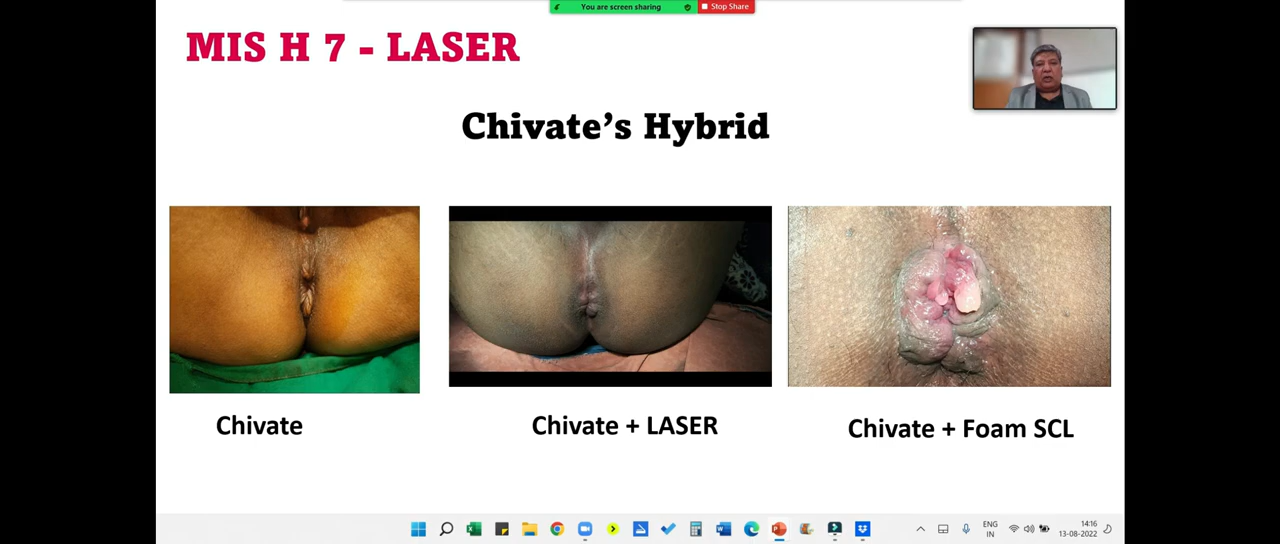 You are screen sharing
Stop Share
MIS H 7 - LASER
Chivate's Hybrid
Chivate
Chivate + LASER
Chivate + Foam SCL
ENG
IN
14:16
13-08-2022